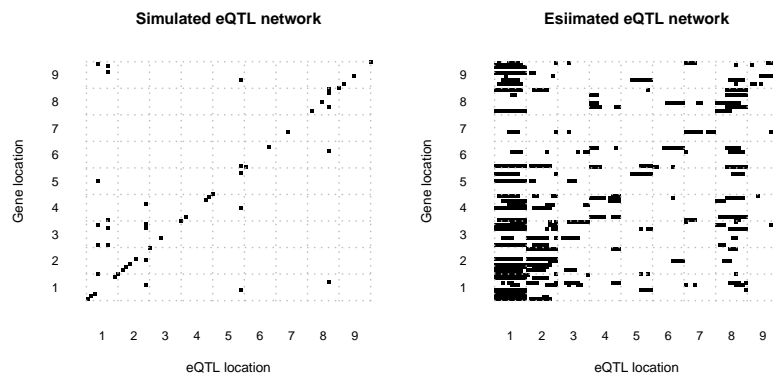 Simulated eQTL network
Gene location
9
8
7
6
5
4
3
2
1
1 2 3 4 5 6 7 8 9
eQTL location
Esiimated eQTL network
Gene location
9
8
7
6
5
4
3
2
1
1 2 3 4 5 6 7 8 9
eQTL location